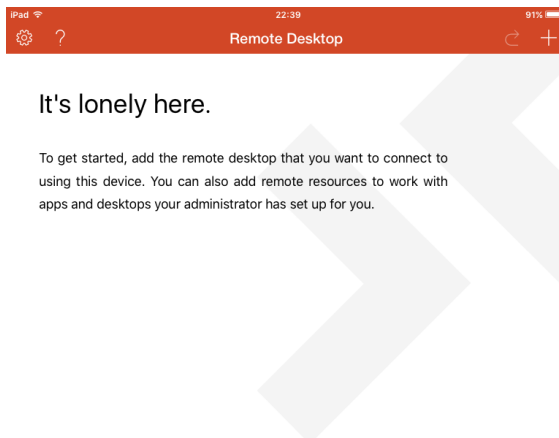 iPad 22:39 91%
? Remote Desktop
It's lonely here.
To get started, add the remote desktop that you want to connect to
using this device. You can also add remote resources to work with
apps and desktops your administrator has set up for you.